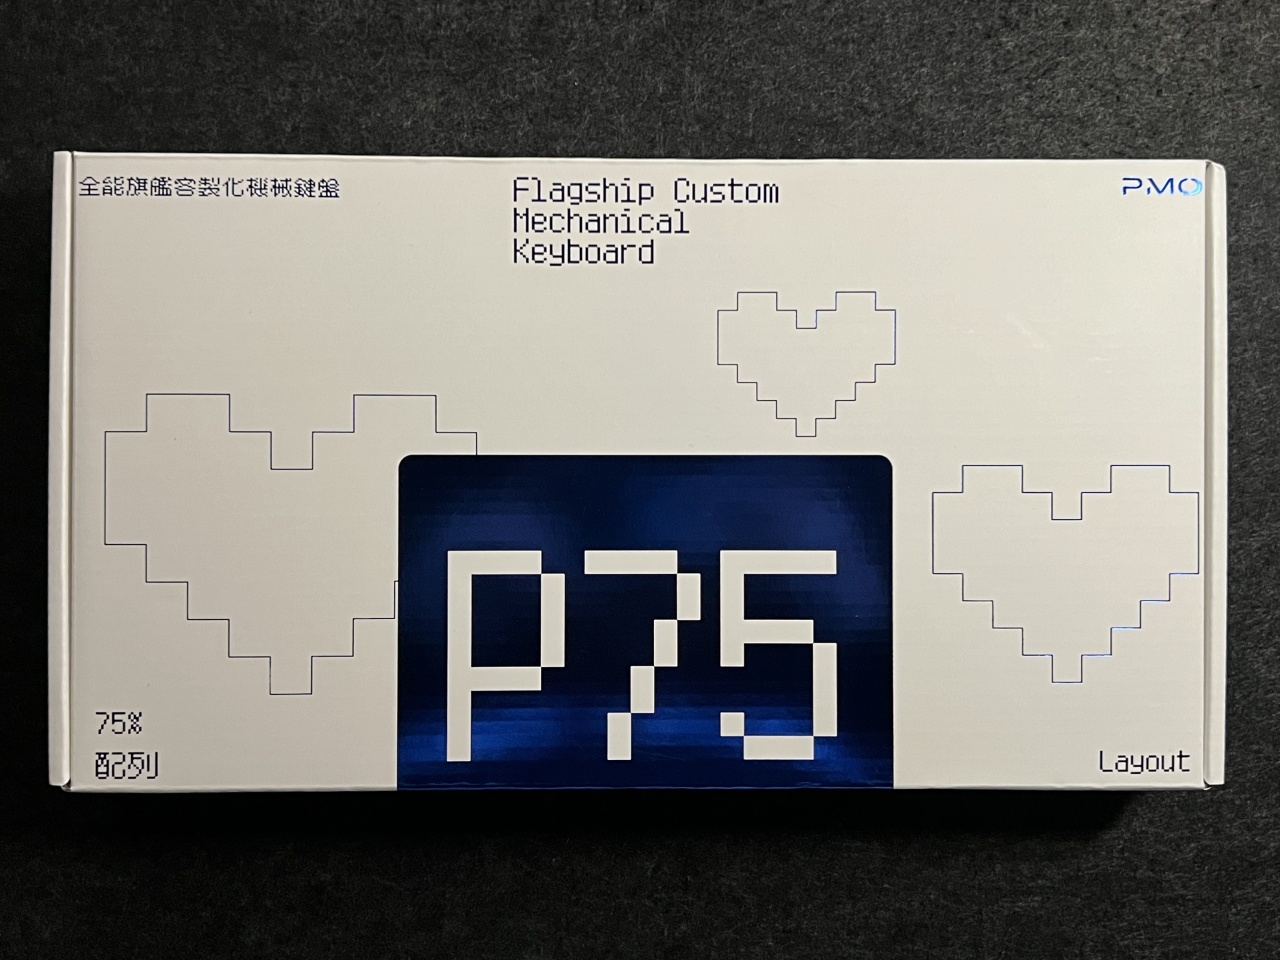 全能旗艦客製化機械鍵盤
Flagship Custom
Mechanical
Keyboard
PMO
P75
75%
配列
Layout